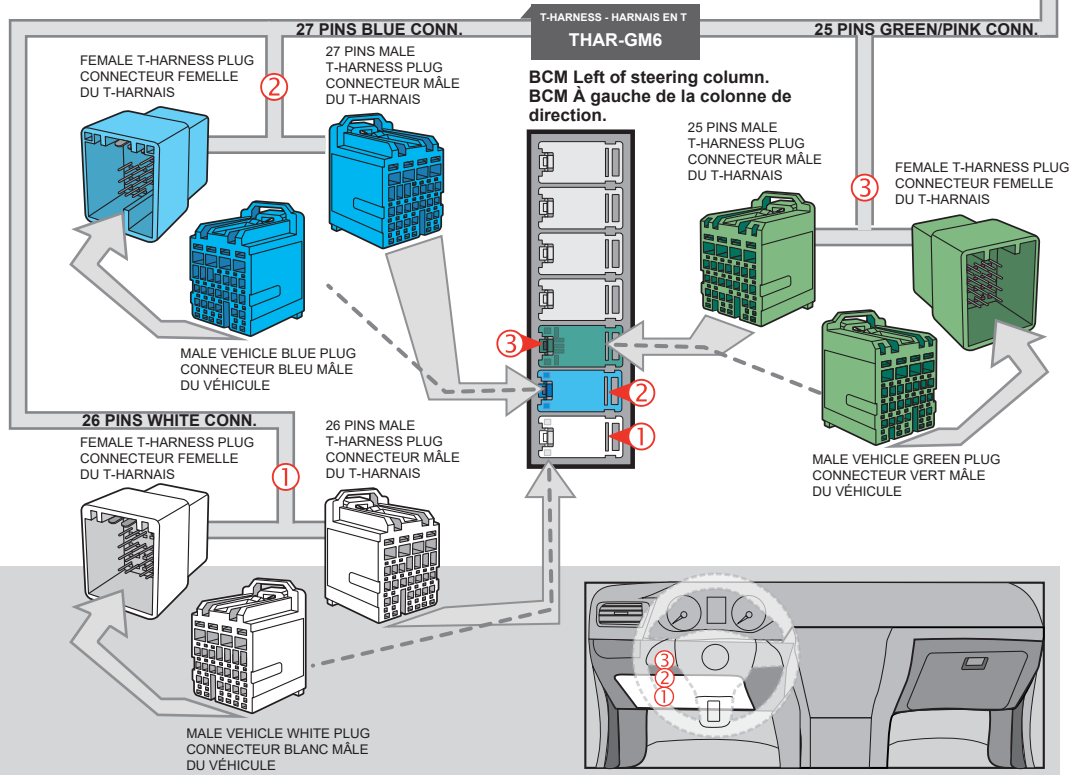 T-HARNESS - HARNAIS EN T
THAR-GM6
27 PINS BLUE CONN.
25 PINS GREEN/PINK CONN.
FEMALE T-HARNESS PLUG
CONNECTEUR FEMELLE
DU T-HARNAIS
2
27 PINS MALE
T-HARNESS PLUG
CONNECTEUR MÂLE
DU T-HARNAIS
BCM Left of steering column.
BCM À gauche de la colonne de
direction.
25 PINS MALE
T-HARNESS PLUG
CONNECTEUR MÂLE
DU T-HARNAIS
3
FEMALE T-HARNESS PLUG
CONNECTEUR FEMELLE
DU T-HARNAIS
MALE VEHICLE BLUE PLUG
CONNECTEUR BLEU MÂLE
DU VÉHICULE
3
2
1
26 PINS WHITE CONN.
FEMALE T-HARNESS PLUG
CONNECTEUR FEMELLE
DU T-HARNAIS
1
26 PINS MALE
T-HARNESS PLUG
CONNECTEUR MÂLE
DU T-HARNAIS
MALE VEHICLE GREEN PLUG
CONNECTEUR VERT MÂLE
DU VÉHICULE
MALE VEHICLE WHITE PLUG
CONNECTEUR BLANC MÂLE
DU VÉHICULE
3
2
1